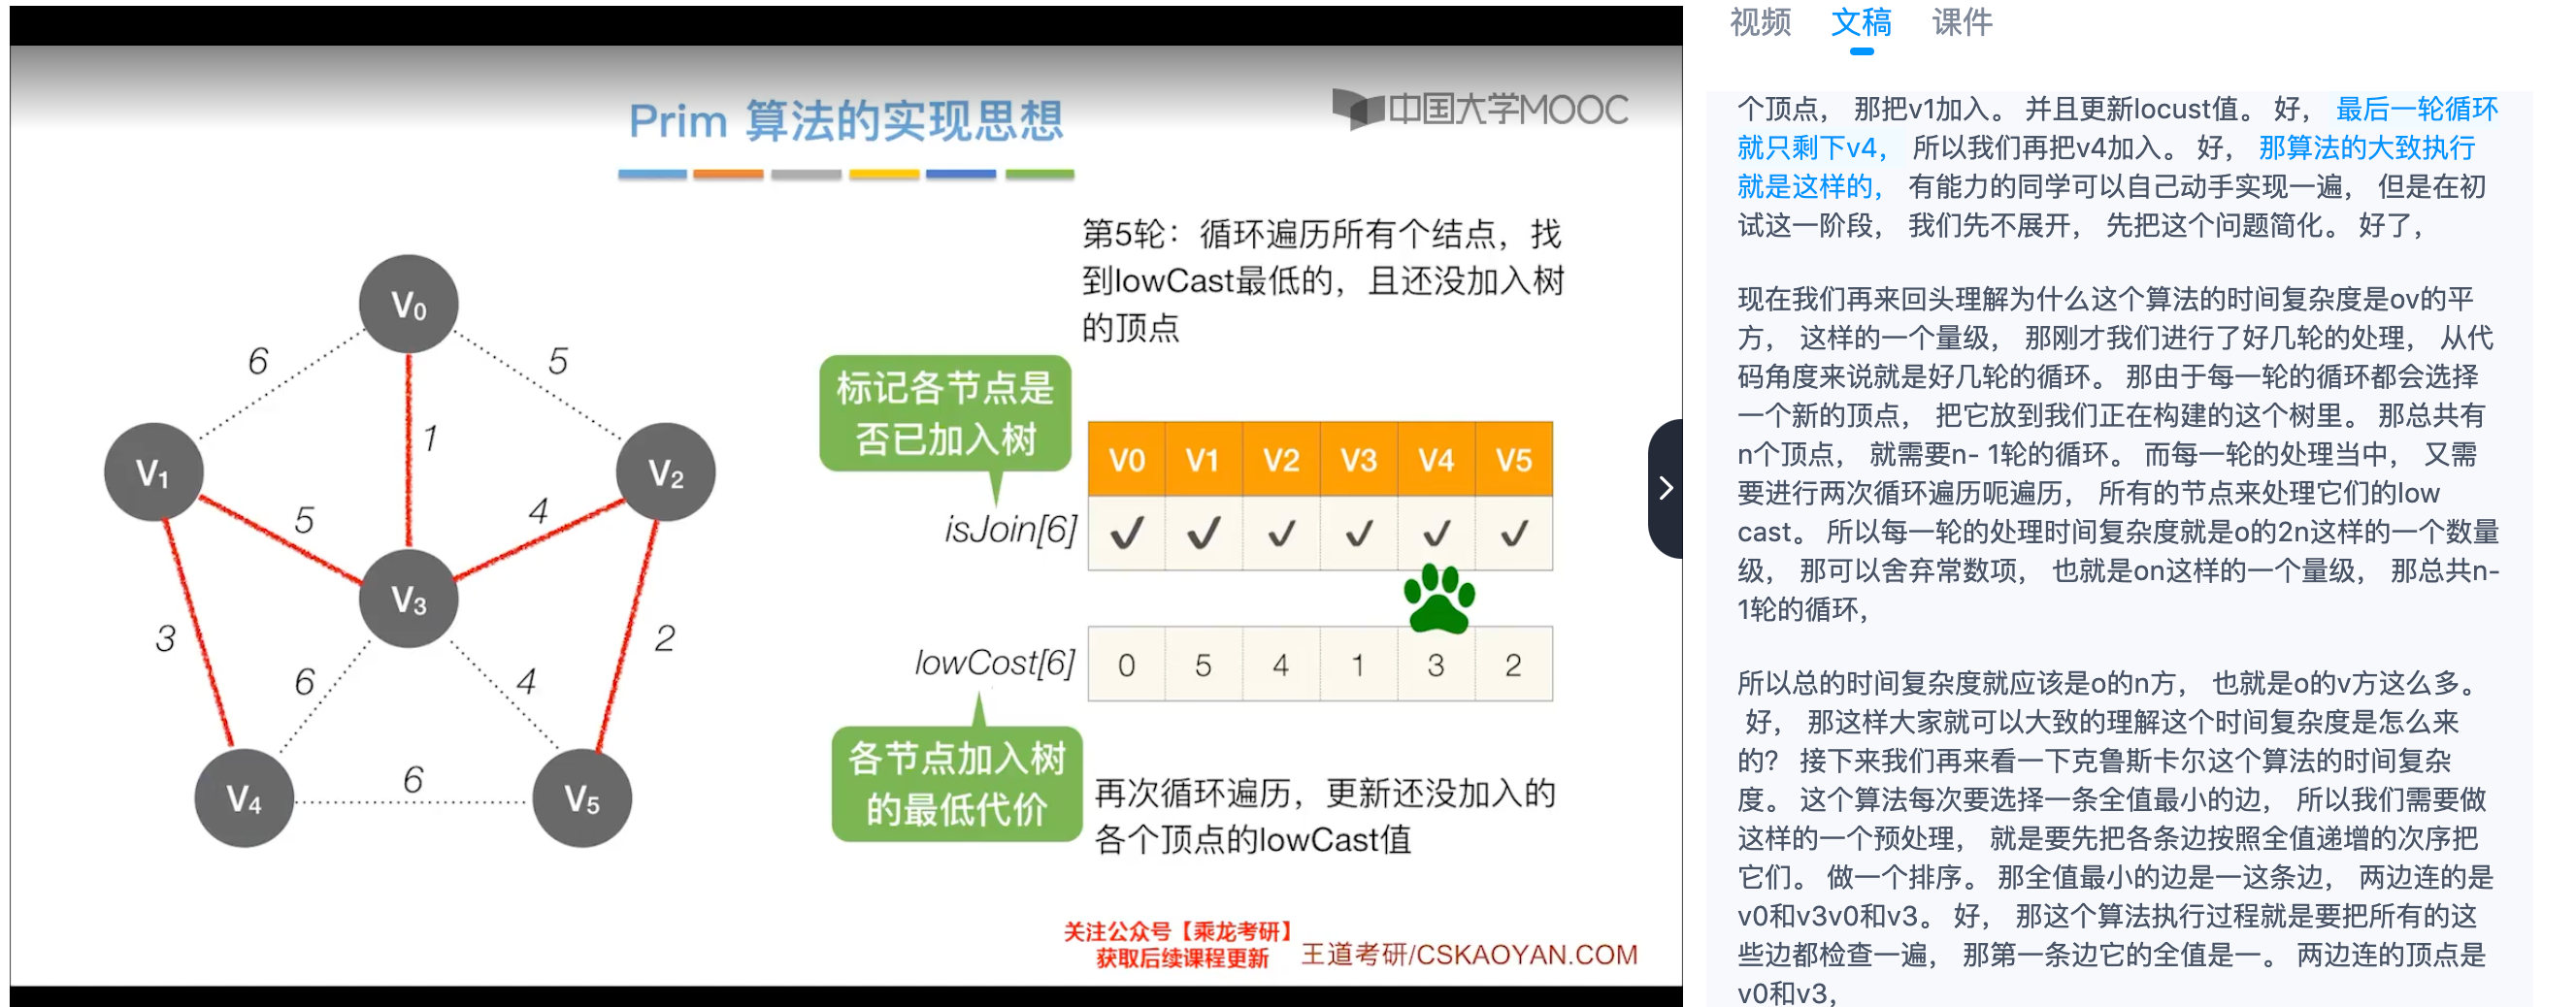 Prim 算法的实现思想
中国大学MOOC
第5轮：循环遍历所有个结点，找
到lowCast最低的，且还没加入树
的顶点
标记各节点是
否已加入树
V0 V1 V2 V3 V4 V5
isJoin[6] ✓ ✓ ✓ ✓ ✓ ✓
lowCost[6] 0 5 4 1 3 2
各节点加入树
的最低代价
再次循环遍历，更新还没加入的
各个顶点的lowCast值
V₀
6
5
1
V₁
V₂
5
4
V₃
3
2
6
4
V₄
6
V₅
关注公众号【乘龙考研】
获取后续课程更新
王道考研/CSKAOYAN.COM
视频 文稿 课件
个顶点， 那把v1加入。 并且更新locust值。 好， 最后一轮循环
就只剩下v4， 所以我们再把v4加入。 好， 那算法的大致执行
就是这样的， 有能力的同学可以自己动手实现一遍， 但是在初
试这一阶段， 我们先不展开， 先把这个问题简化。 好了，
现在我们再来回头理解为什么这个算法的时间复杂度是ov的平
方， 这样的一个量级， 那刚才我们进行了好几轮的处理， 从代
码角度来说就是好几轮的循环。 那由于每一轮的循环都会选择
一个新的顶点， 把它放到我们正在构建的这个树里。 那总共有
n个顶点， 就需要n- 1轮的循环。 而每一轮的处理当中， 又需
要进行两次循环遍历呃遍历， 所有的节点来处理它们的low
cast。 所以每一轮的处理时间复杂度就是o的2n这样的一个数量
级， 那可以舍弃常数项， 也就是on这样的一个量级， 那总共n-
1轮的循环，
所以总的时间复杂度就应该是o的n方， 也就是o的v方这么多。
好， 那这样大家就可以大致的理解这个时间复杂度是怎么来
的？ 接下来我们再来看一下克鲁斯卡尔这个算法的时间复杂
度。 这个算法每次要选择一条全值最小的边， 所以我们需要做
这样的一个预处理， 就是要先把各条边按照全值递增的次序把
它们。 做一个排序。 那全值最小的边是一这条边， 两边连的是
v0和v3v0和v3。 好， 那这个算法执行过程就是要把所有的这
些边都检查一遍， 那第一条边它的全值是一。 两边连的顶点是
v0和v3，